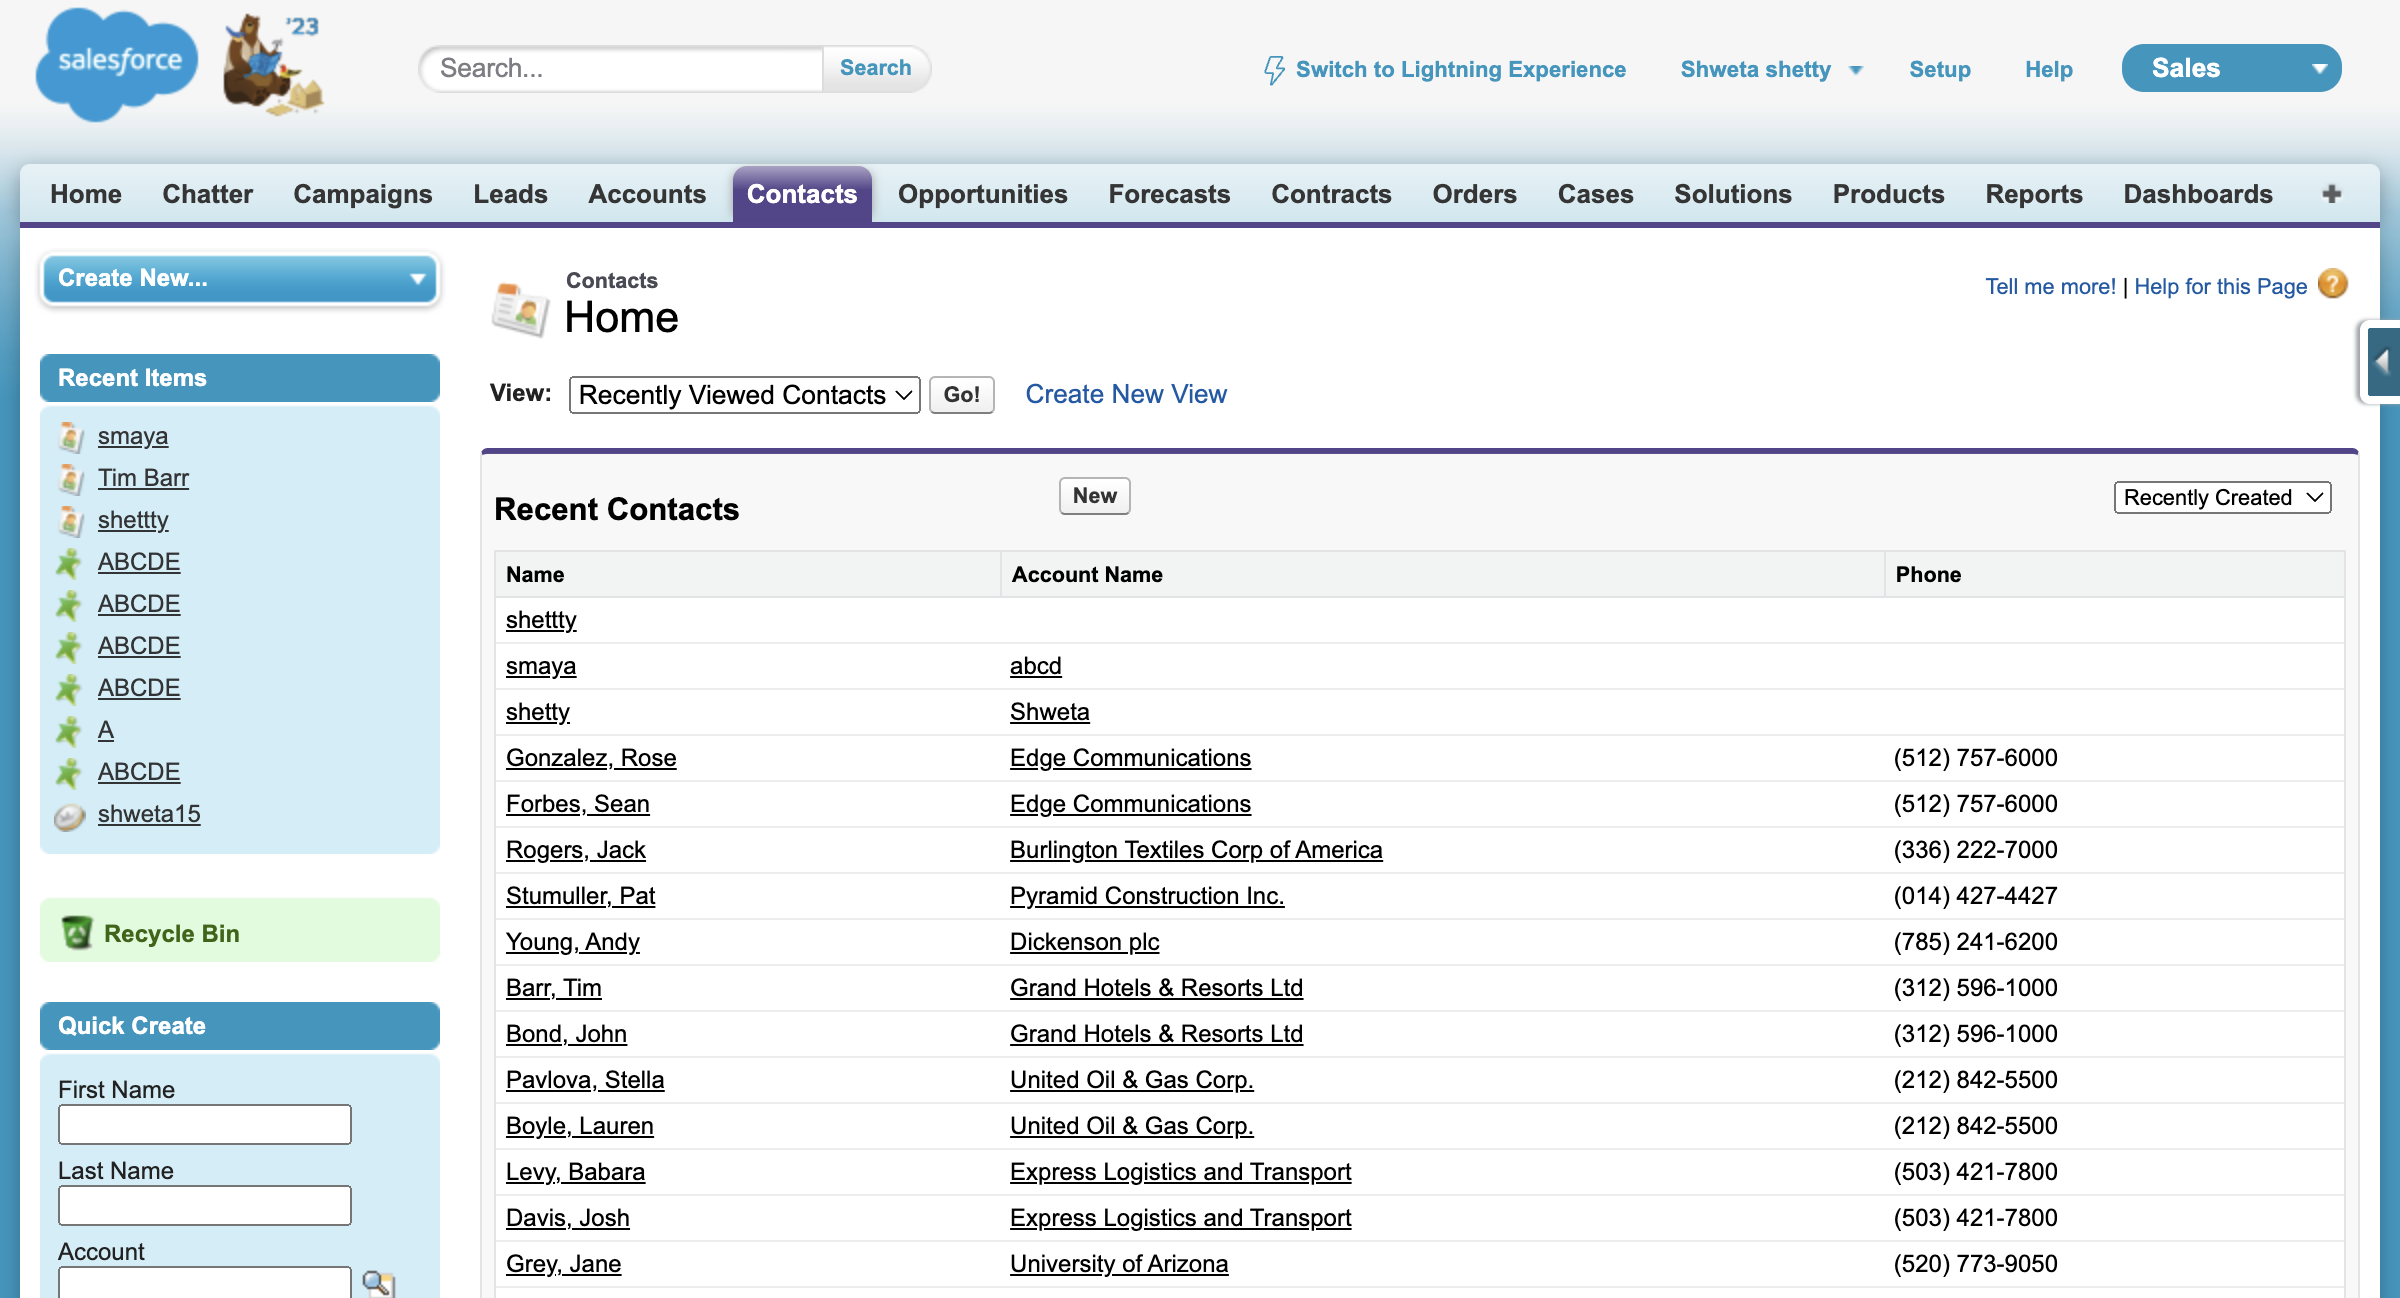 salesforce '23
Search... Search
Switch to Lightning Experience Shweta shetty Setup Help Sales
Home Chatter Campaigns Leads Accounts Contacts Opportunities Forecasts Contracts Orders Cases Solutions Products Reports Dashboards +
Create New...
Recent Items
smaya
Tim Barr
shettty
ABCDE
ABCDE
ABCDE
ABCDE
A
ABCDE
shweta15
Recycle Bin
Quick Create
First Name
Last Name
Account
Contacts
Home
Tell me more! | Help for this Page ?
View: Recently Viewed Contacts Go! Create New View
Recent Contacts New Recently Created
Name Account Name Phone
shettty
smaya abcd
shetty Shweta
Gonzalez, Rose Edge Communications (512) 757-6000
Forbes, Sean Edge Communications (512) 757-6000
Rogers, Jack Burlington Textiles Corp of America (336) 222-7000
Stumuller, Pat Pyramid Construction Inc. (014) 427-4427
Young, Andy Dickenson plc (785) 241-6200
Barr, Tim Grand Hotels & Resorts Ltd (312) 596-1000
Bond, John Grand Hotels & Resorts Ltd (312) 596-1000
Pavlova, Stella United Oil & Gas Corp. (212) 842-5500
Boyle, Lauren United Oil & Gas Corp. (212) 842-5500
Levy, Babara Express Logistics and Transport (503) 421-7800
Davis, Josh Express Logistics and Transport (503) 421-7800
Grey, Jane University of Arizona (520) 773-9050